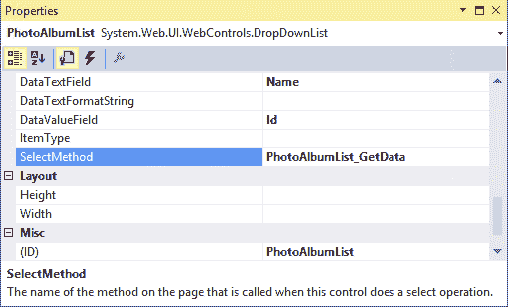 Properties
PhotoAlbumList System.Web.UI.WebControls.DropDownList
DataTextField Name
DataTextFormatString
DataValueField Id
ItemType
SelectMethod PhotoAlbumList_GetData
Layout
Height
Width
Misc
(ID) PhotoAlbumList
SelectMethod
The name of the method on the page that is called when this control does a select operation.